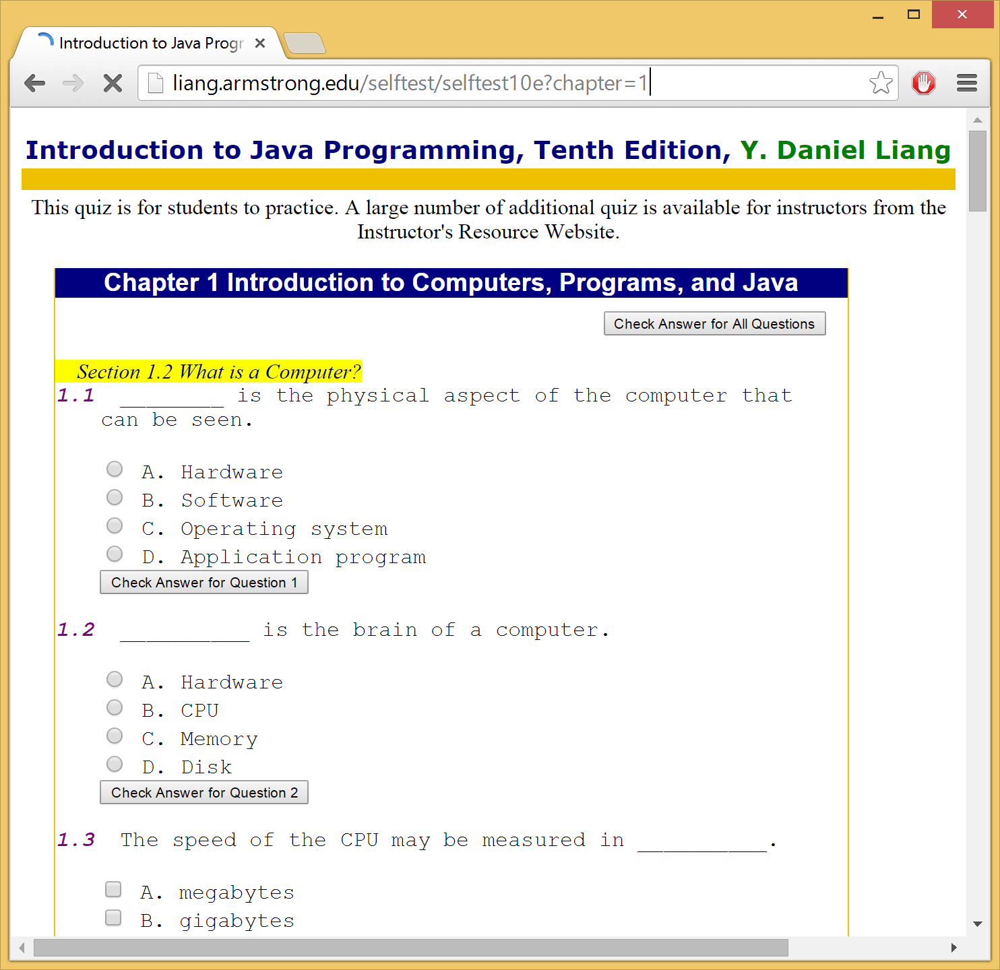 Introduction to Java Progr
liang.armstrong.edu/selftest/selftest10e?chapter=1
Introduction to Java Programming, Tenth Edition, Y. Daniel Liang
This quiz is for students to practice. A large number of additional quiz is available for instructors from the
Instructor's Resource Website.
Chapter 1 Introduction to Computers, Programs, and Java
Check Answer for All Questions
Section 1.2 What is a Computer?
1.1 ________ is the physical aspect of the computer that
can be seen.
A. Hardware
B. Software
C. Operating system
D. Application program
Check Answer for Question 1
1.2 __________ is the brain of a computer.
A. Hardware
B. CPU
C. Memory
D. Disk
Check Answer for Question 2
1.3 The speed of the CPU may be measured in __________.
A. megabytes
B. gigabytes